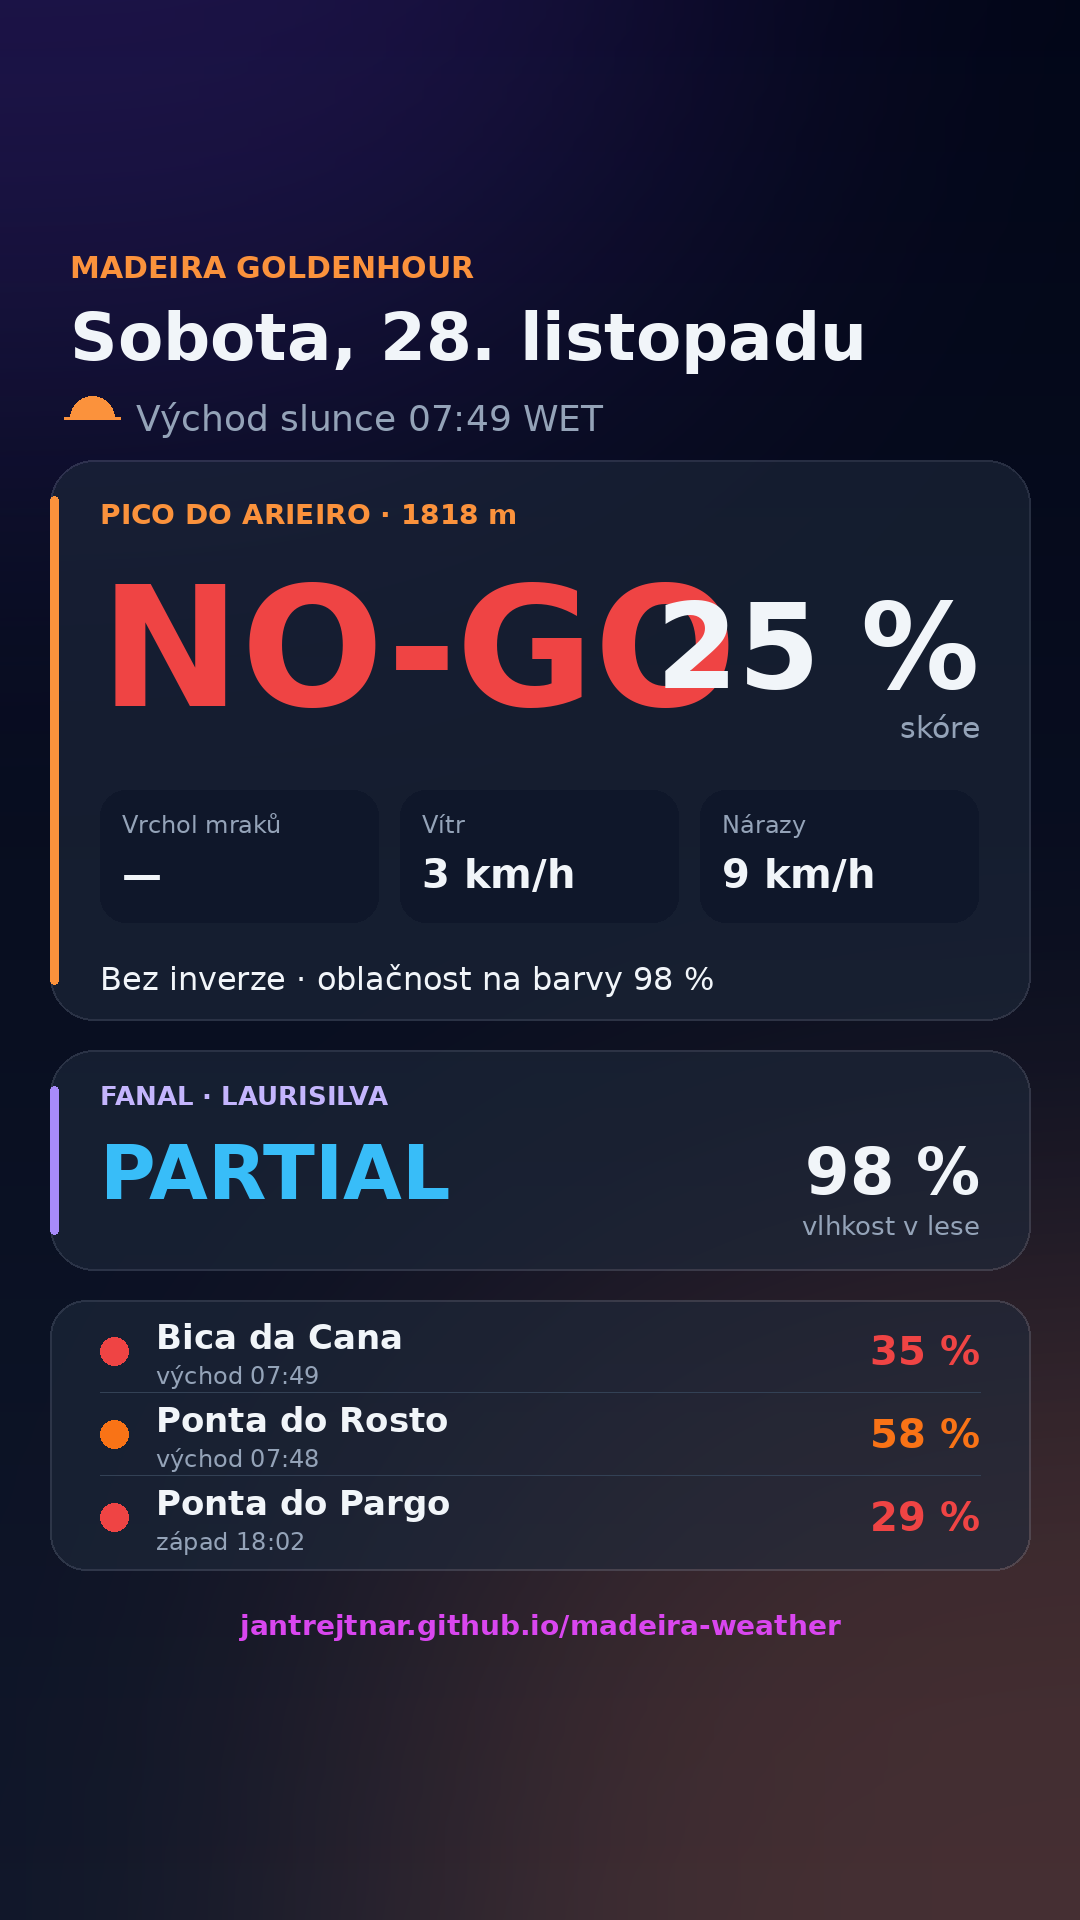 MADEIRA GOLDENHOUR
Sobota, 28. listopadu
Východ slunce 07:49 WET
PICO DO ARIEIRO · 1818 m
NO-GO 25 %
skóre
Vrchol mraků Vítr Nárazy
— 3 km/h 9 km/h
Bez inverze · oblačnost na barvy 98 %
FANAL · LAURISILVA
PARTIAL 98 %
vlhkost v lese
Bica da Cana 35 %
východ 07:49
Ponta do Rosto 58 %
východ 07:48
Ponta do Pargo 29 %
západ 18:02
jantrejtnar.github.io/madeira-weather